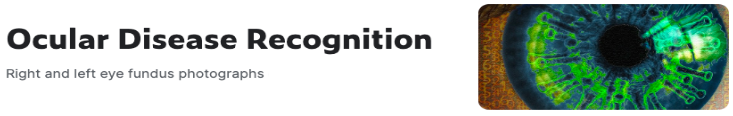 Ocular Disease Recognition
Right and left eye fundus photographs